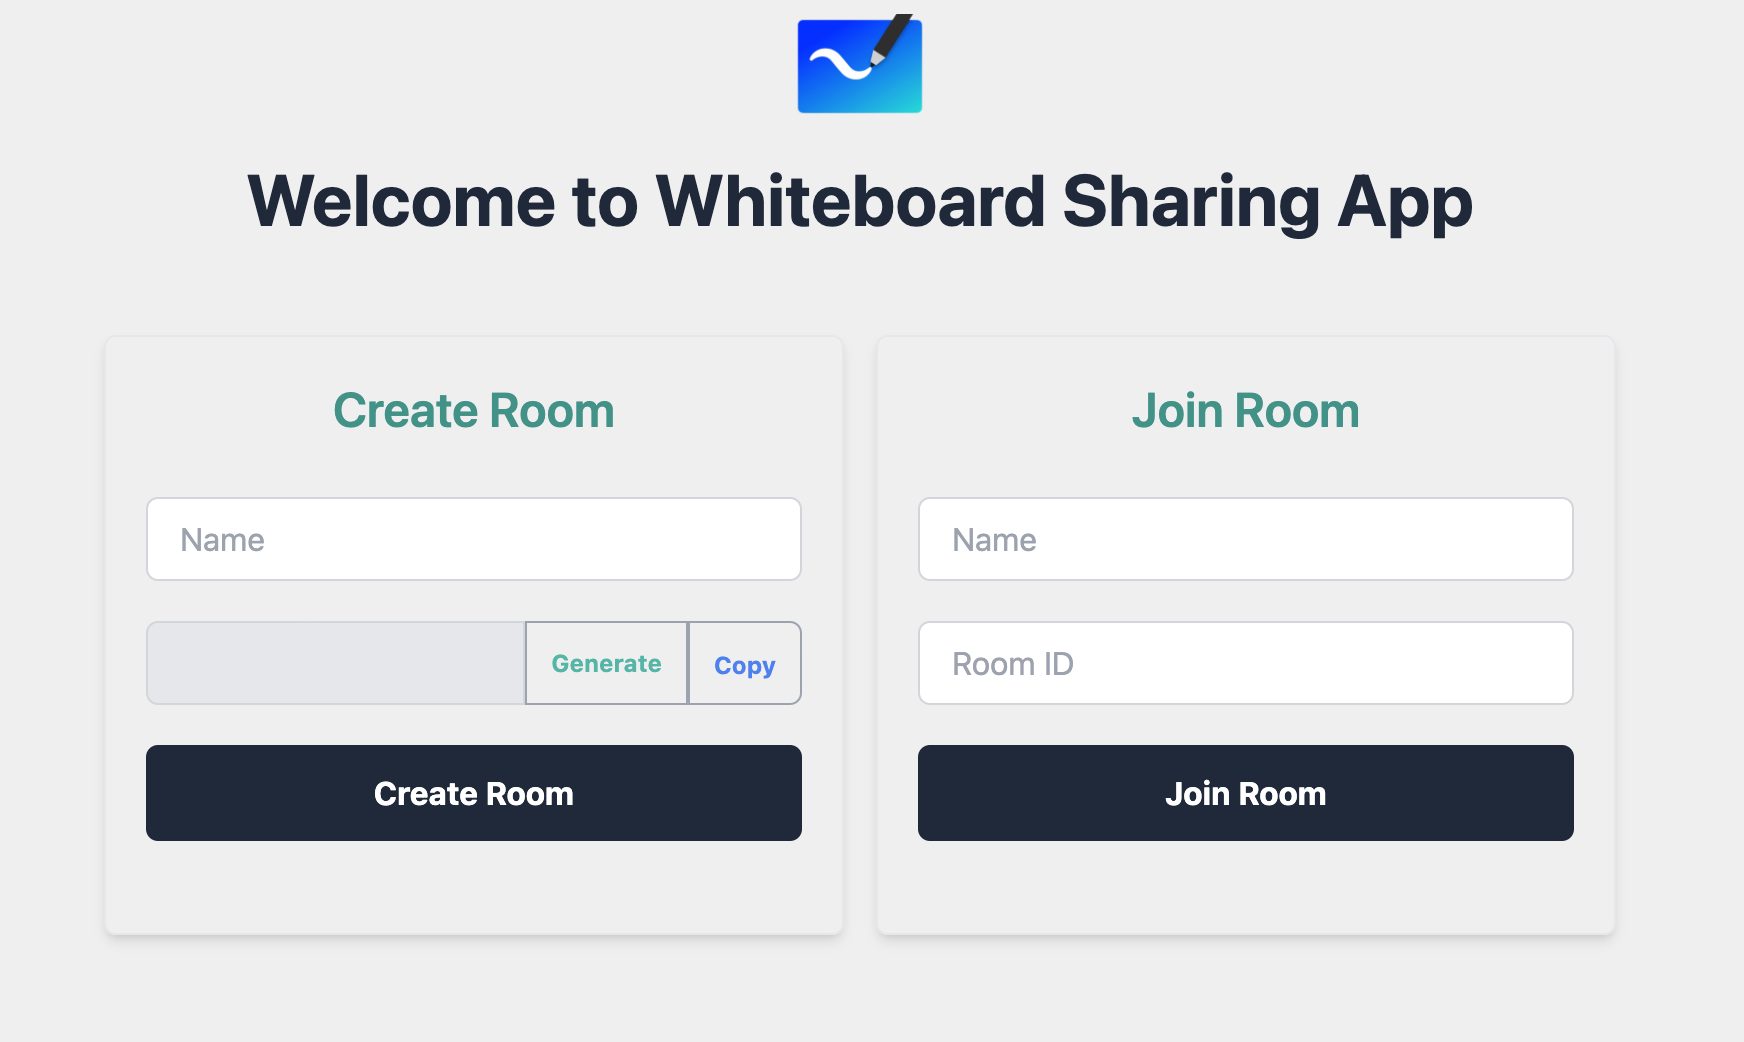 Welcome to Whiteboard Sharing App
Create Room
Name
Generate
Copy
Create Room
Join Room
Name
Room ID
Join Room